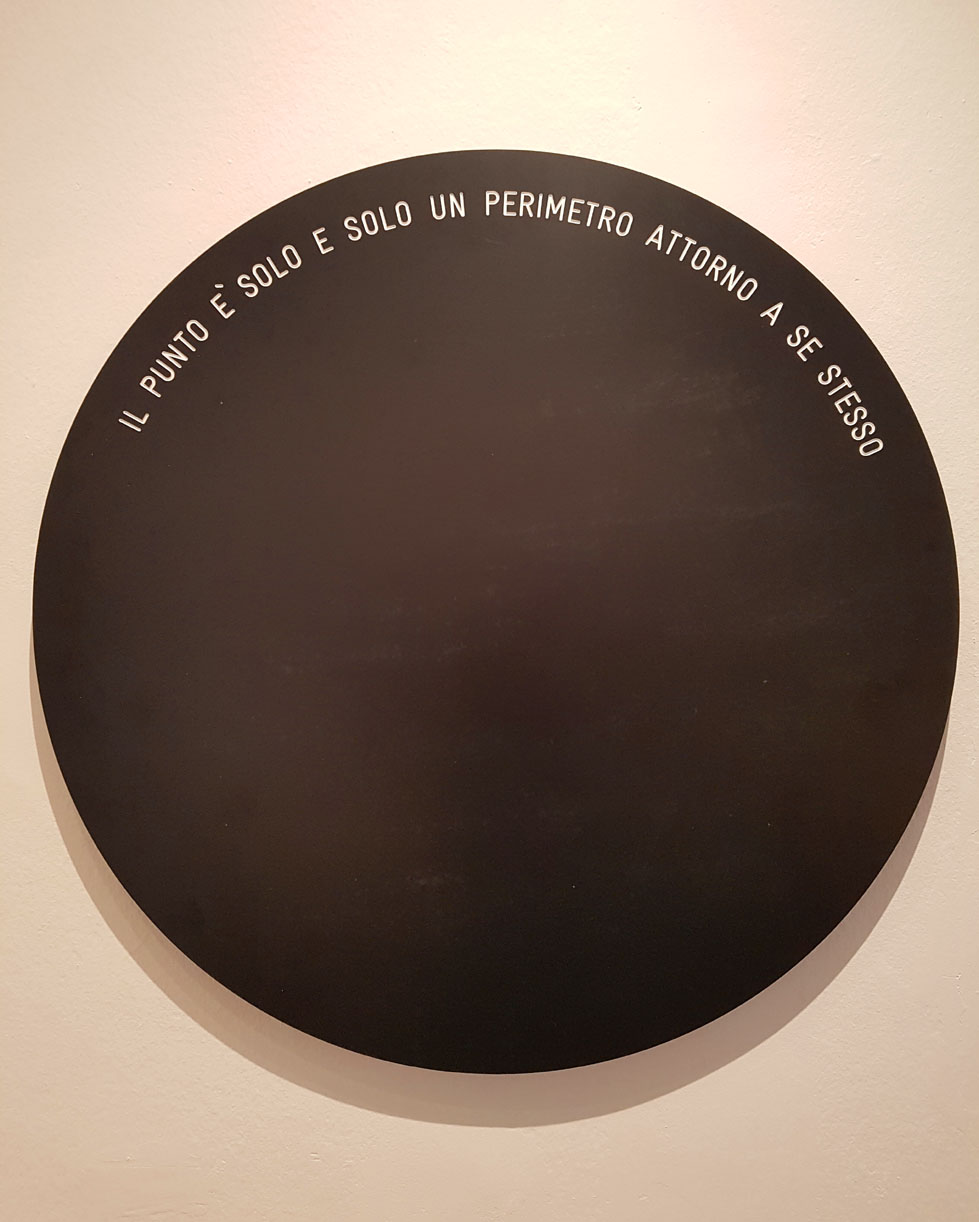 IL PUNTO È SOLO E SOLO UN PERIMETRO ATTORNO A SE STESSO